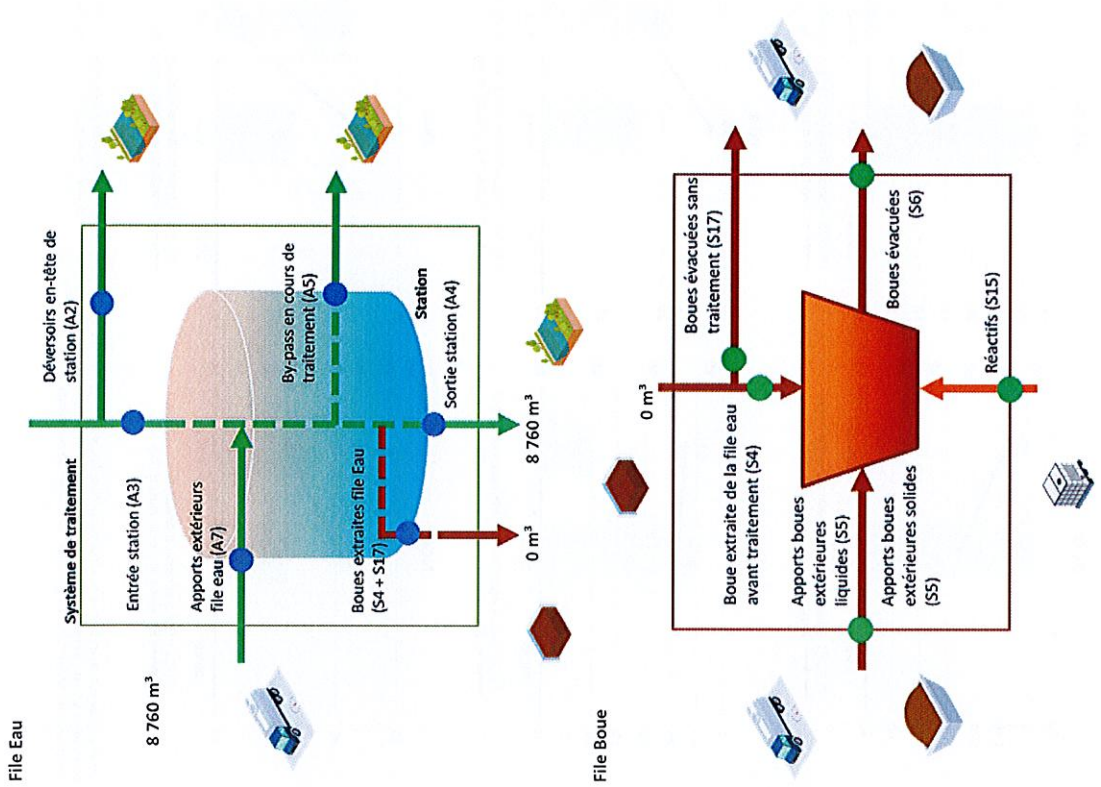 File Eau
Système de traitement
8 760 m³
Entrée station (A3)
Déversoirs en-tête de
station (A2)
Apports extérieurs
file eau (A7)
By-pass en cours de
traitement (A5)
Boues extraites file Eau
(S4 + S17)
Station
Sortie station (A4)
0 m³
8 760 m³
File Boue
0 m³
Boues évacuées sans
traitement (S17)
Boue extraite de la file eau
avant traitement (S4)
Apports boues
extérieures
liquides (S5)
Apports boues
extérieures solides
(S5)
Boues évacuées
(S6)
Réactifs (S15)